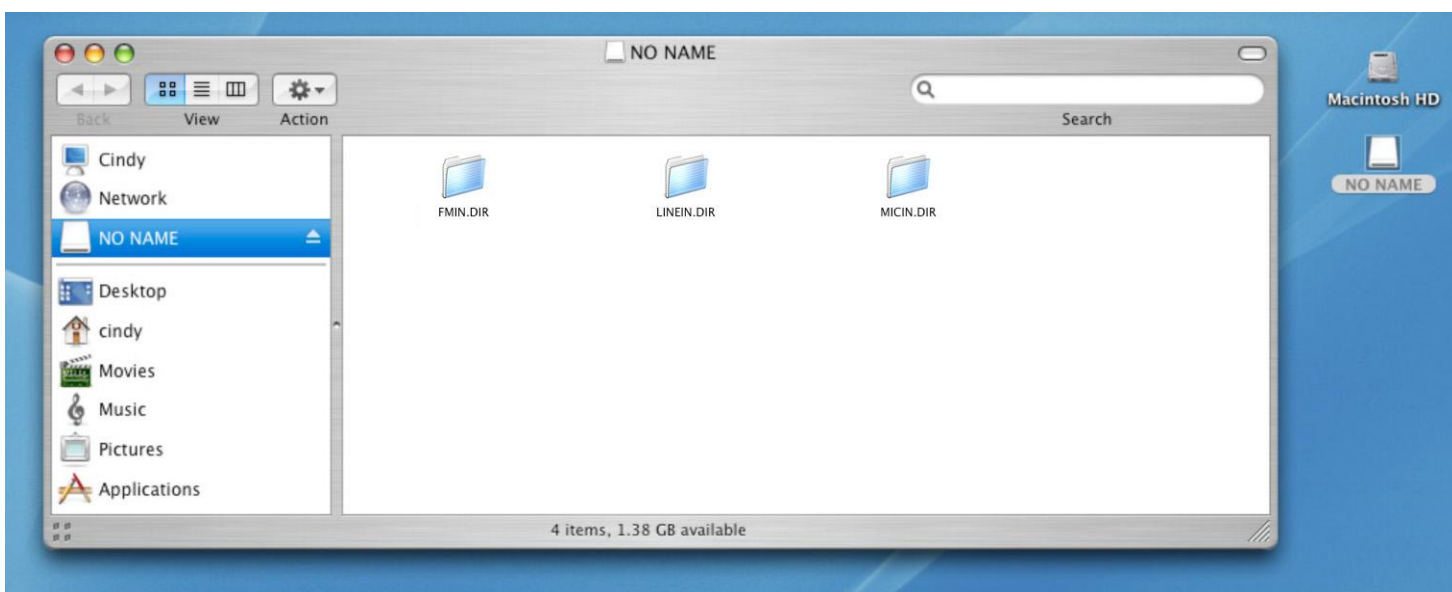 NO NAME
Back View Action Search
Cindy
Network
NO NAME
Desktop
cindy
Movies
Music
Pictures
Applications
FMIN.DIR LINEIN.DIR MICIN.DIR
4 items, 1.38 GB available
Macintosh HD
NO NAME